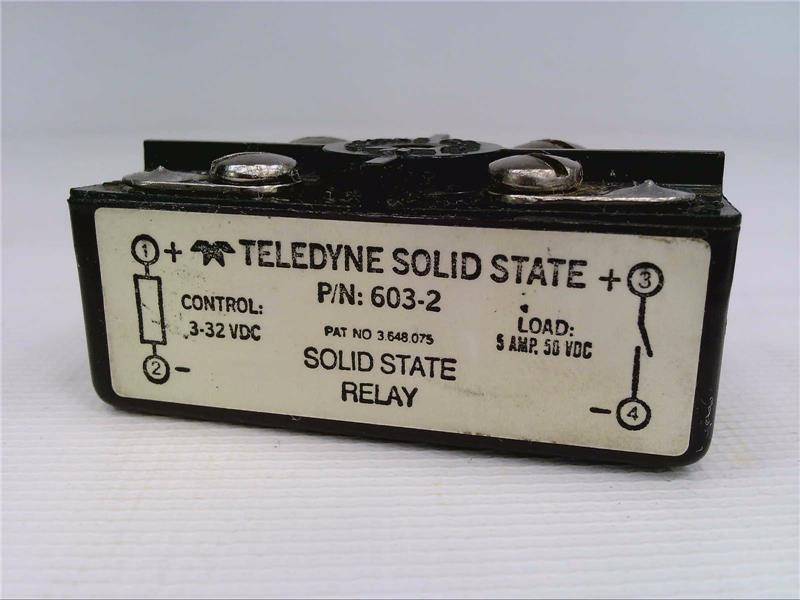 1 + TELEDYNE SOLID STATE + 3
P/N: 603-2
CONTROL:
3-32 VDC
PAT NO 3,648,075
LOAD:
5 AMP. 50 VDC
SOLID STATE
RELAY
2 -
- 4